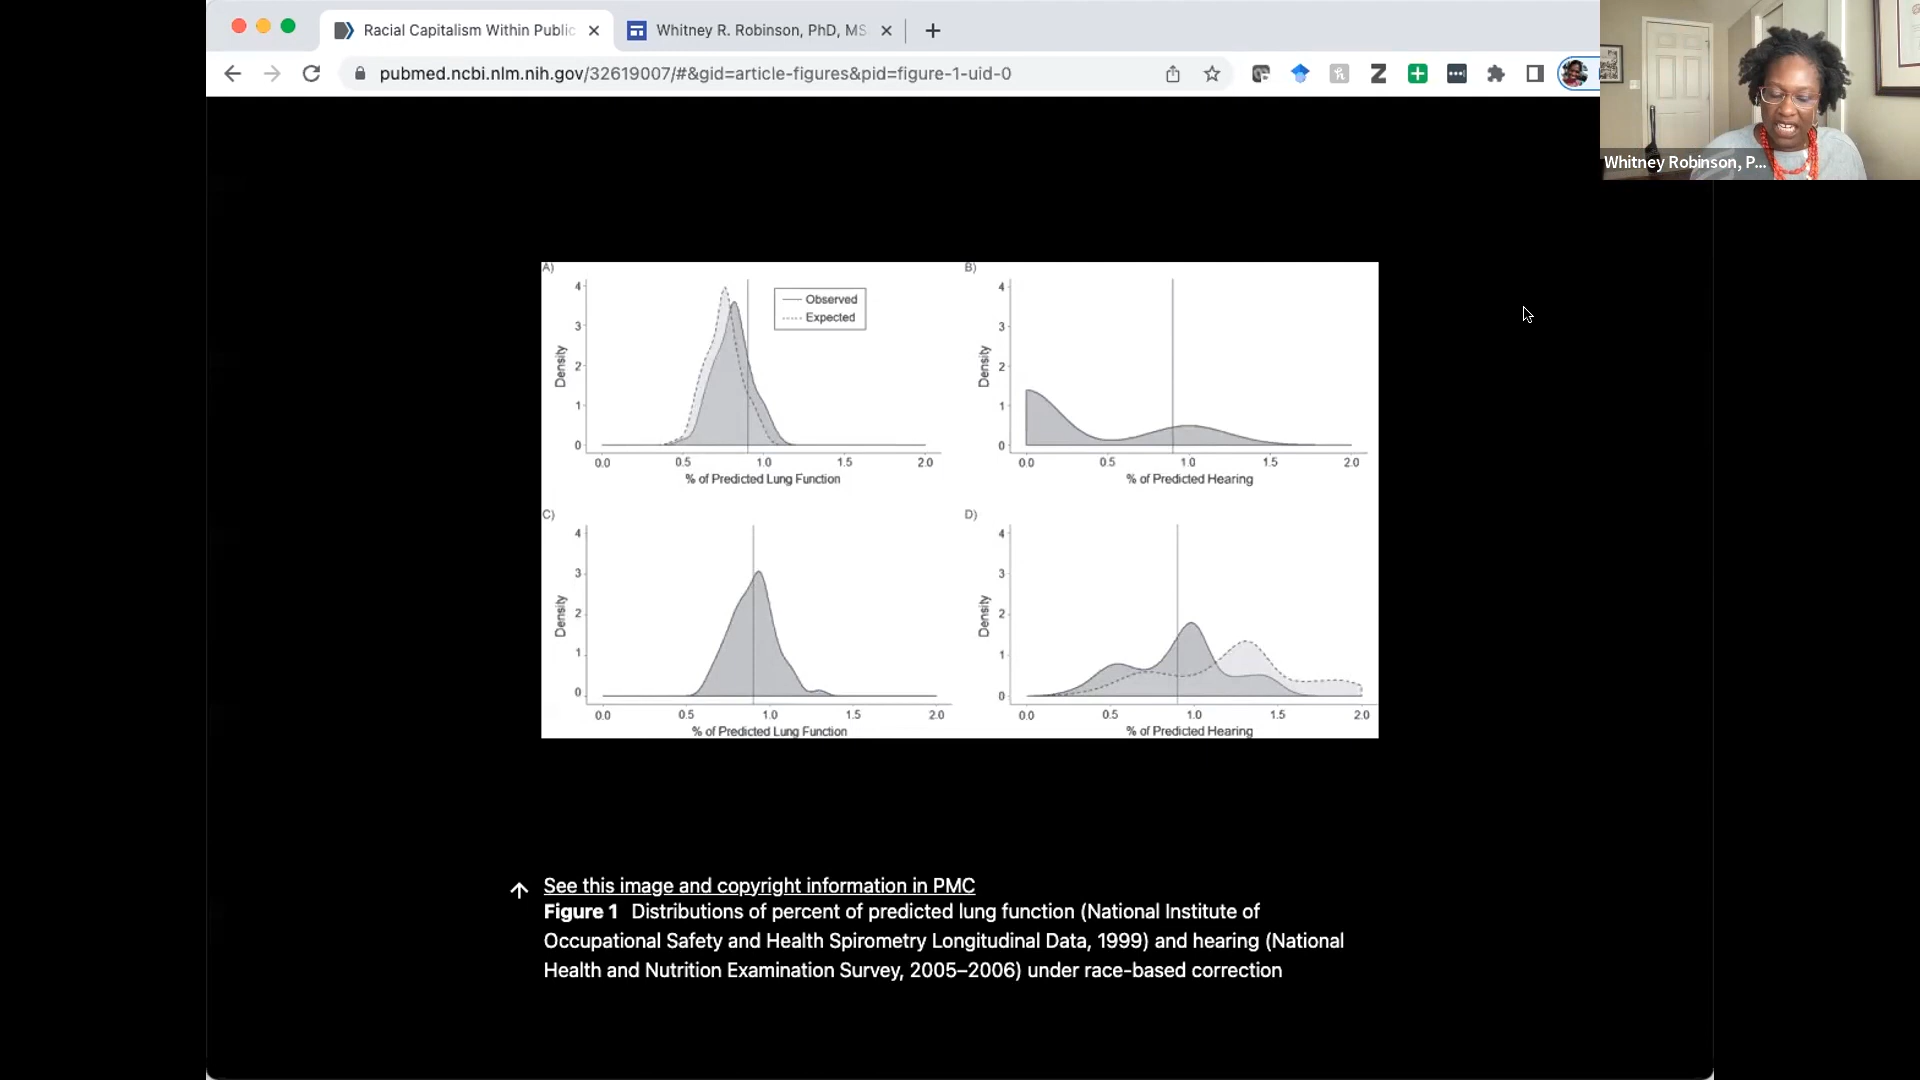 Racial Capitalism Within Public
Whitney R. Robinson, PhD, MS
pubmed.ncbi.nlm.nih.gov/32619007/#&gid=article-figures&pid=figure-1-uid-0
Whitney Robinson, P...
A)
4
3
2
1
0
Density
0.0 0.5 1.0 1.5 2.0
% of Predicted Lung Function
Observed
Expected
B)
4
3
2
1
0
Density
0.0 0.5 1.0 1.5 2.0
% of Predicted Hearing
C)
4
3
2
1
0
Density
0.0 0.5 1.0 1.5 2.0
% of Predicted Lung Function
D)
4
3
2
1
0
Density
0.0 0.5 1.0 1.5 2.0
% of Predicted Hearing
See this image and copyright information in PMC
Figure 1 Distributions of percent of predicted lung function (National Institute of
Occupational Safety and Health Spirometry Longitudinal Data, 1999) and hearing (National
Health and Nutrition Examination Survey, 2005–2006) under race-based correction